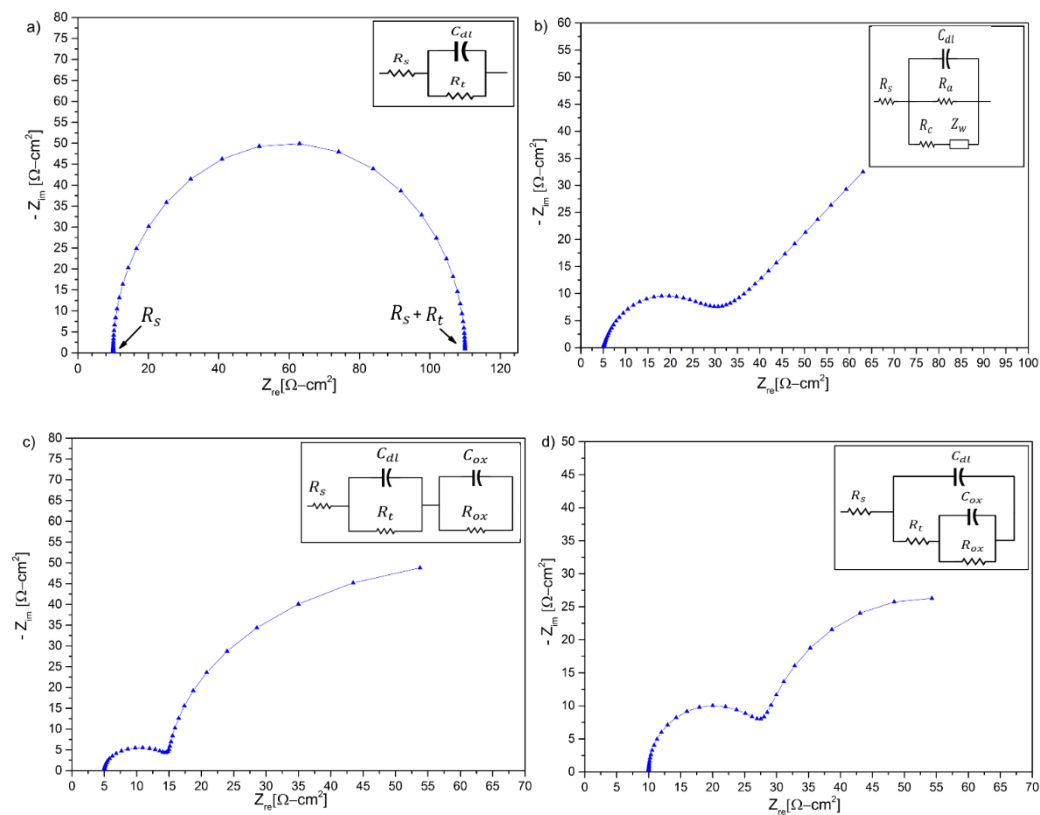 a)
80
75
70
65
60
55
50
45
40
35
30
25
20
15
10
5
0
- Z_im [Ω−cm²]
C_dl
R_s
R_t
R_s
R_s + R_t
20 40 60 80 100 120
Z_re[Ω−cm²]
b)
60
55
50
45
40
35
30
25
20
15
10
5
0
- Z_im [Ω−cm²]
C_dl
R_s
R_a
R_c
Z_w
0 5 10 15 20 25 30 35 40 45 50 55 60 65 70 75 80 85 90 95 100
Z_re[Ω−cm²]
c)
80
75
70
65
60
55
50
45
40
35
30
25
20
15
10
5
0
- Z_im [Ω−cm²]
C_dl
C_ox
R_s
R_t
R_ox
0 5 10 15 20 25 30 35 40 45 50 55 60 65 70
Z_re[Ω−cm²]
d)
50
45
40
35
30
25
20
15
10
5
0
- Z_im [Ω−cm²]
C_dl
R_s
C_ox
R_t
R_ox
0 5 10 15 20 25 30 35 40 45 50 55 60 65 70
Z_re[Ω−cm²]